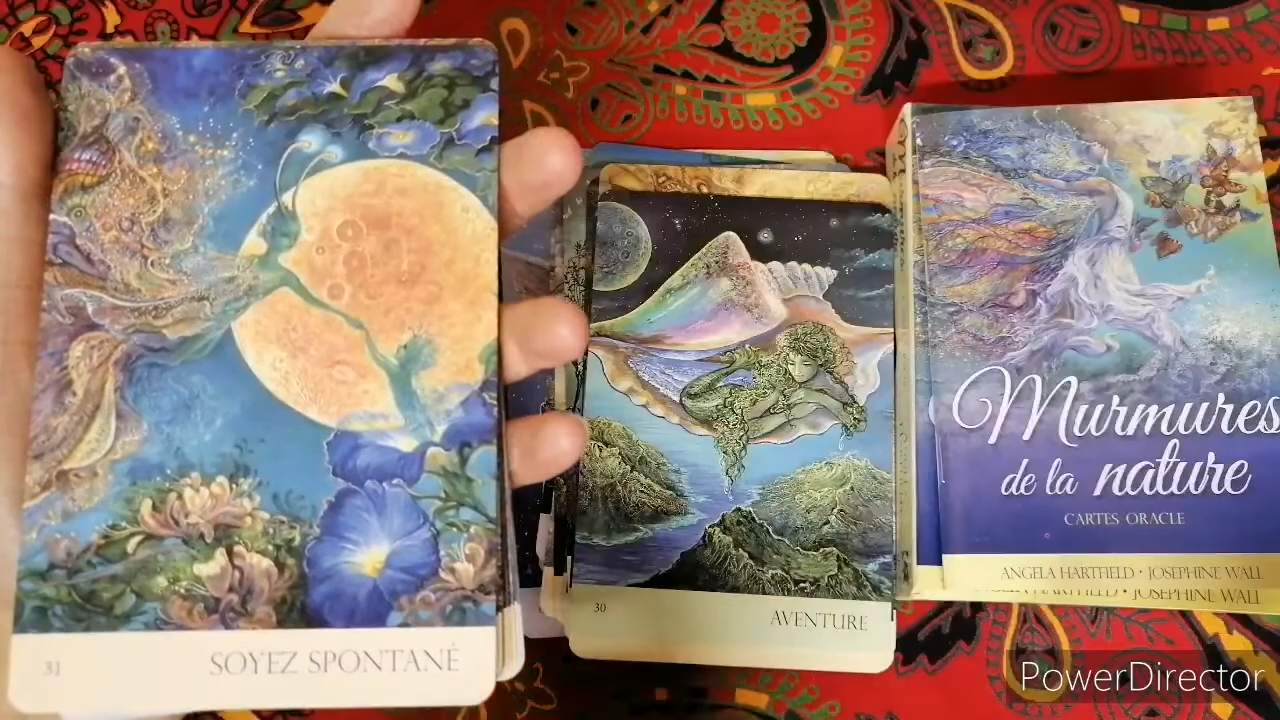 31 SOYEZ SPONTANÉ
30 AVENTURE
Murmures
de la nature
CARTES ORACLE
ANGELA HARTFIELD • JOSEPHINE WALL
ANGELA HARTFIELD • JOSEPHINE WALL
PowerDirector